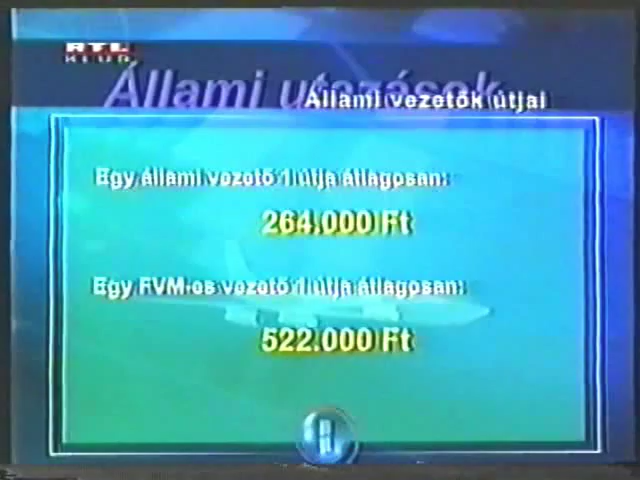 RTL
KLUB
Állami utazások
Állami vezetők útjai
Egy állami vezető 1 útja átlagosan:
264.000 Ft
Egy FVM-es vezető 1 útja átlagosan:
522.000 Ft